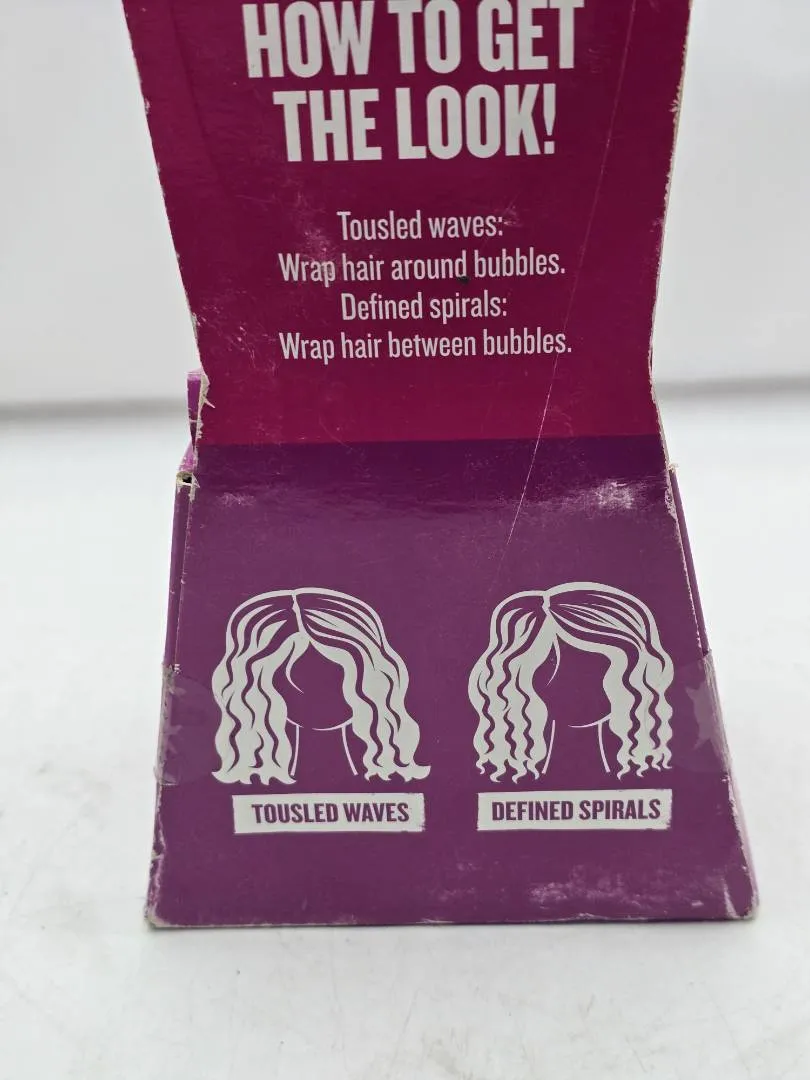 HOW TO GET
THE LOOK!
Tousled waves:
Wrap hair around bubbles.
Defined spirals:
Wrap hair between bubbles.
TOUSLED WAVES
DEFINED SPIRALS